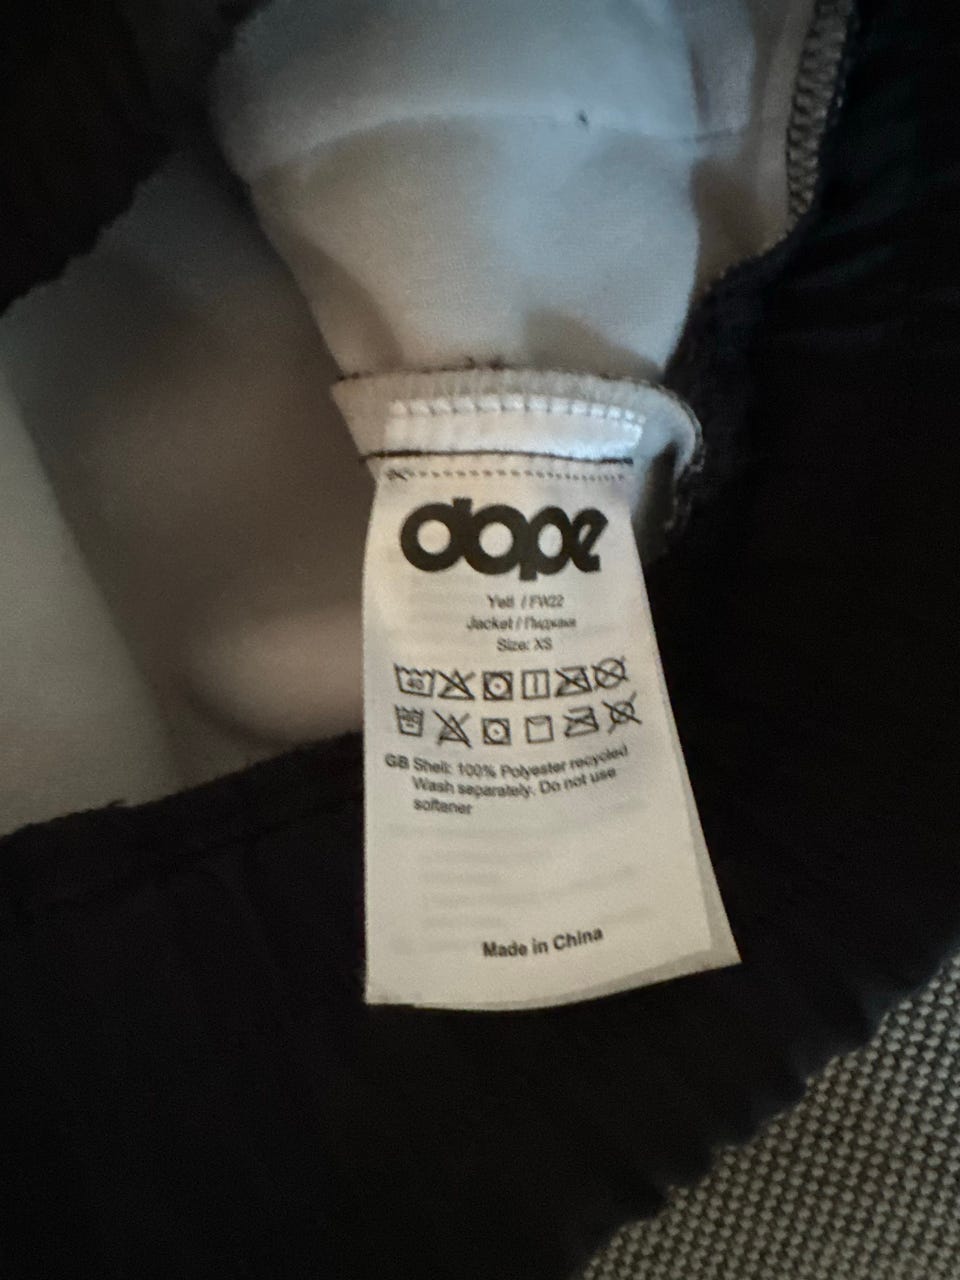 dope
Yeti / FW22
Jacket / Пиджак
Size: XS
40
GB Shell: 100% Polyester recycled
Wash separately. Do not use
softener
Made in China